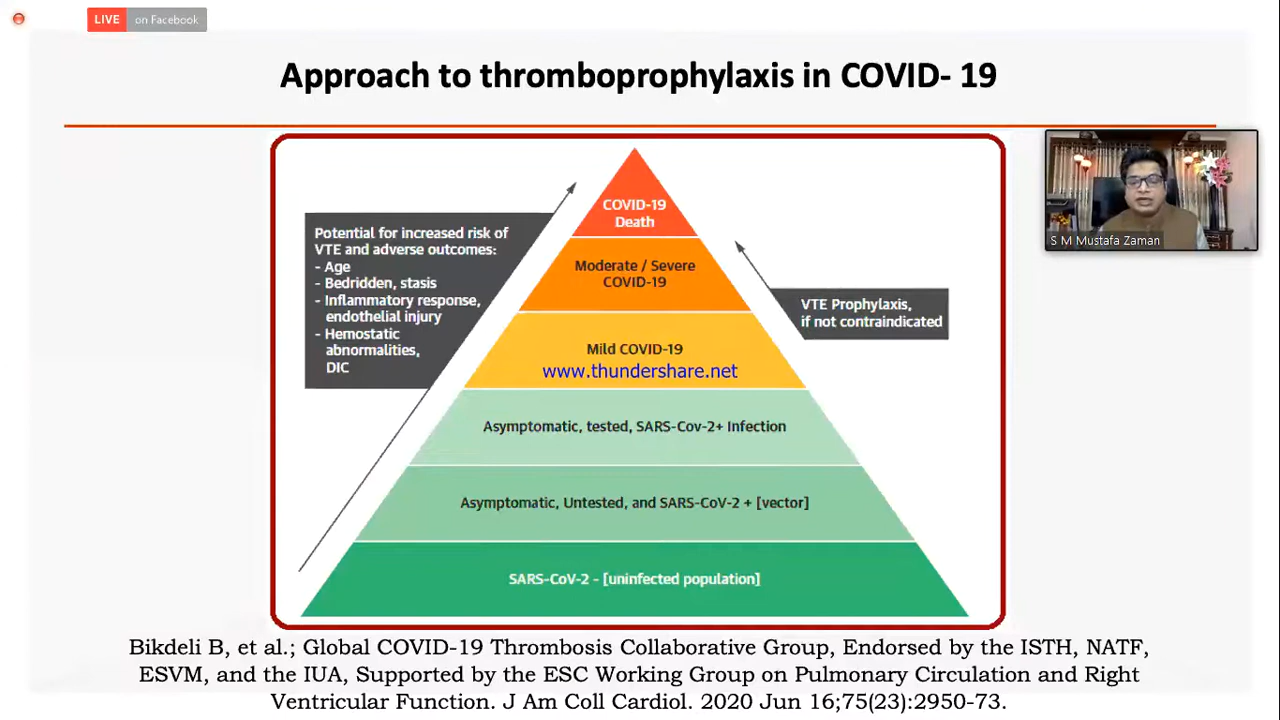 LIVE on Facebook
Approach to thromboprophylaxis in COVID- 19
COVID-19
Death
Potential for increased risk of
VTE and adverse outcomes:
- Age
- Bedridden, stasis
- Inflammatory response,
endothelial injury
- Hemostatic
abnormalities,
DIC
Moderate / Severe
COVID-19
VTE Prophylaxis,
if not contraindicated
Mild COVID-19
www.thundershare.net
Asymptomatic, tested, SARS-Cov-2+ Infection
Asymptomatic, Untested, and SARS-CoV-2 + [vector]
SARS-CoV-2 - [uninfected population]
S M Mustafa Zaman
Bikdeli B, et al.; Global COVID-19 Thrombosis Collaborative Group, Endorsed by the ISTH, NATF,
ESVM, and the IUA, Supported by the ESC Working Group on Pulmonary Circulation and Right
Ventricular Function. J Am Coll Cardiol. 2020 Jun 16;75(23):2950-73.